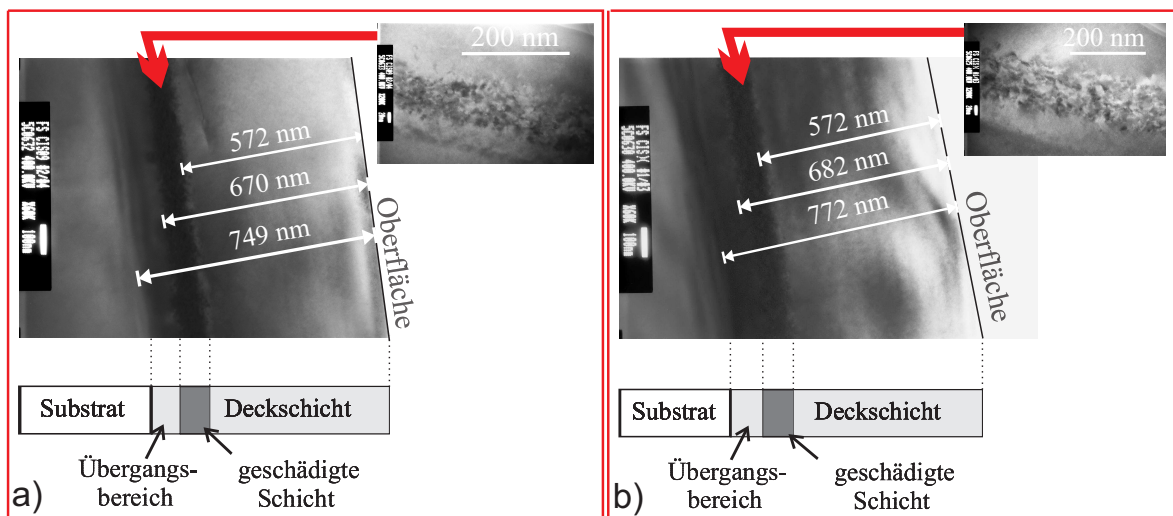 200 nm
572 nm
670 nm
749 nm
Oberfläche
Substrat
Deckschicht
Übergangs-
bereich
geschädigte
Schicht
a)
200 nm
572 nm
682 nm
772 nm
Oberfläche
Substrat
Deckschicht
Übergangs-
bereich
geschädigte
Schicht
b)